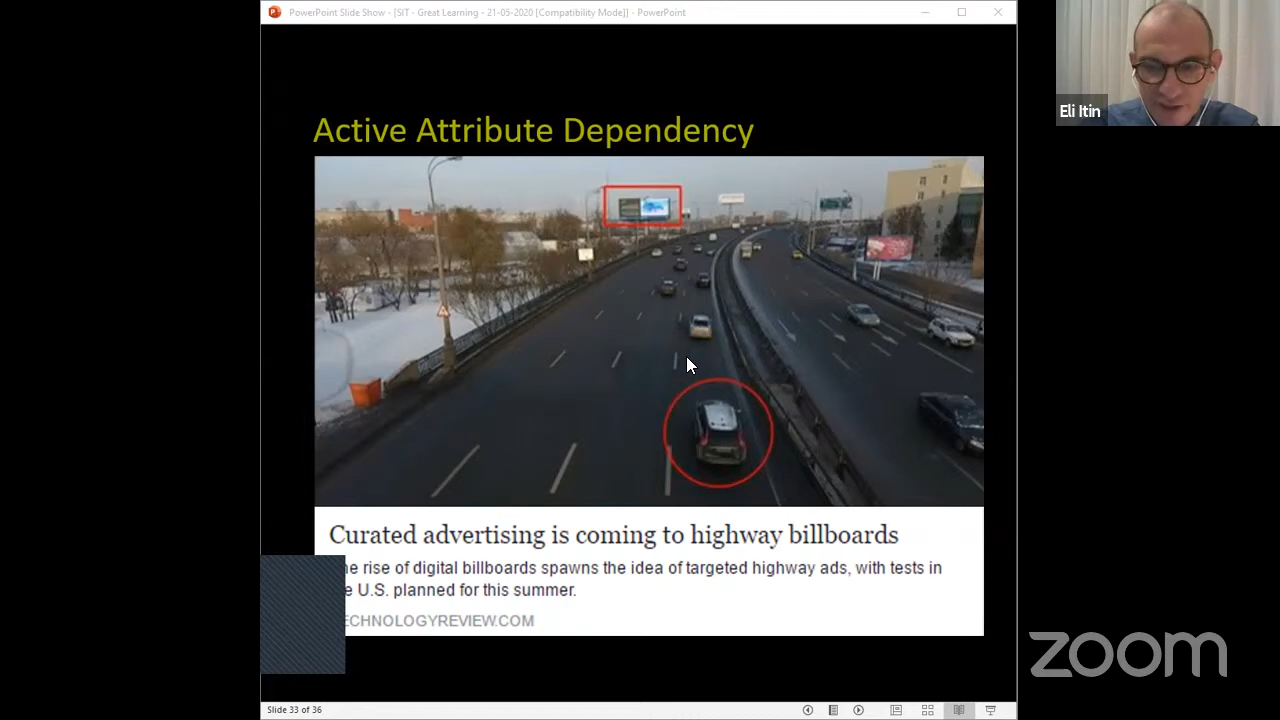 PowerPoint Slide Show - [SIT - Great Learning - 21-05-2020 [Compatibility Mode]] - PowerPoint
Eli Itin
Active Attribute Dependency
Curated advertising is coming to highway billboards
he rise of digital billboards spawns the idea of targeted highway ads, with tests in
e U.S. planned for this summer.
ECHNOLOGYREVIEW.COM
zoom
Slide 33 of 36